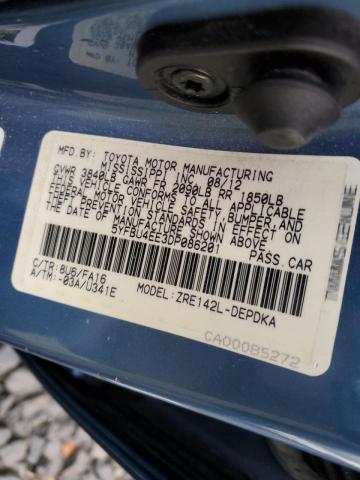 MFD.BY: TOYOTA MOTOR MANUFACTURING
MISSISSIPPI INC 08/12
GVWR 3840LB GAWR FR 2090LB RR 1850LB
THIS VEHICLE CONFORMS TO ALL APPLICABLE
FEDERAL MOTOR VEHICLE SAFETY, BUMPER, AND
THEFT PREVENTION STANDARDS IN EFFECT ON THE
DATE OF MANUFACTURE SHOWN ABOVE.
5YFBU4EE3DP086201
PASS.CAR
C/TR:8U6/FA16
A/TM:-03A/U341E
MODEL:ZRE142L-DEPDKA
CA000B5272